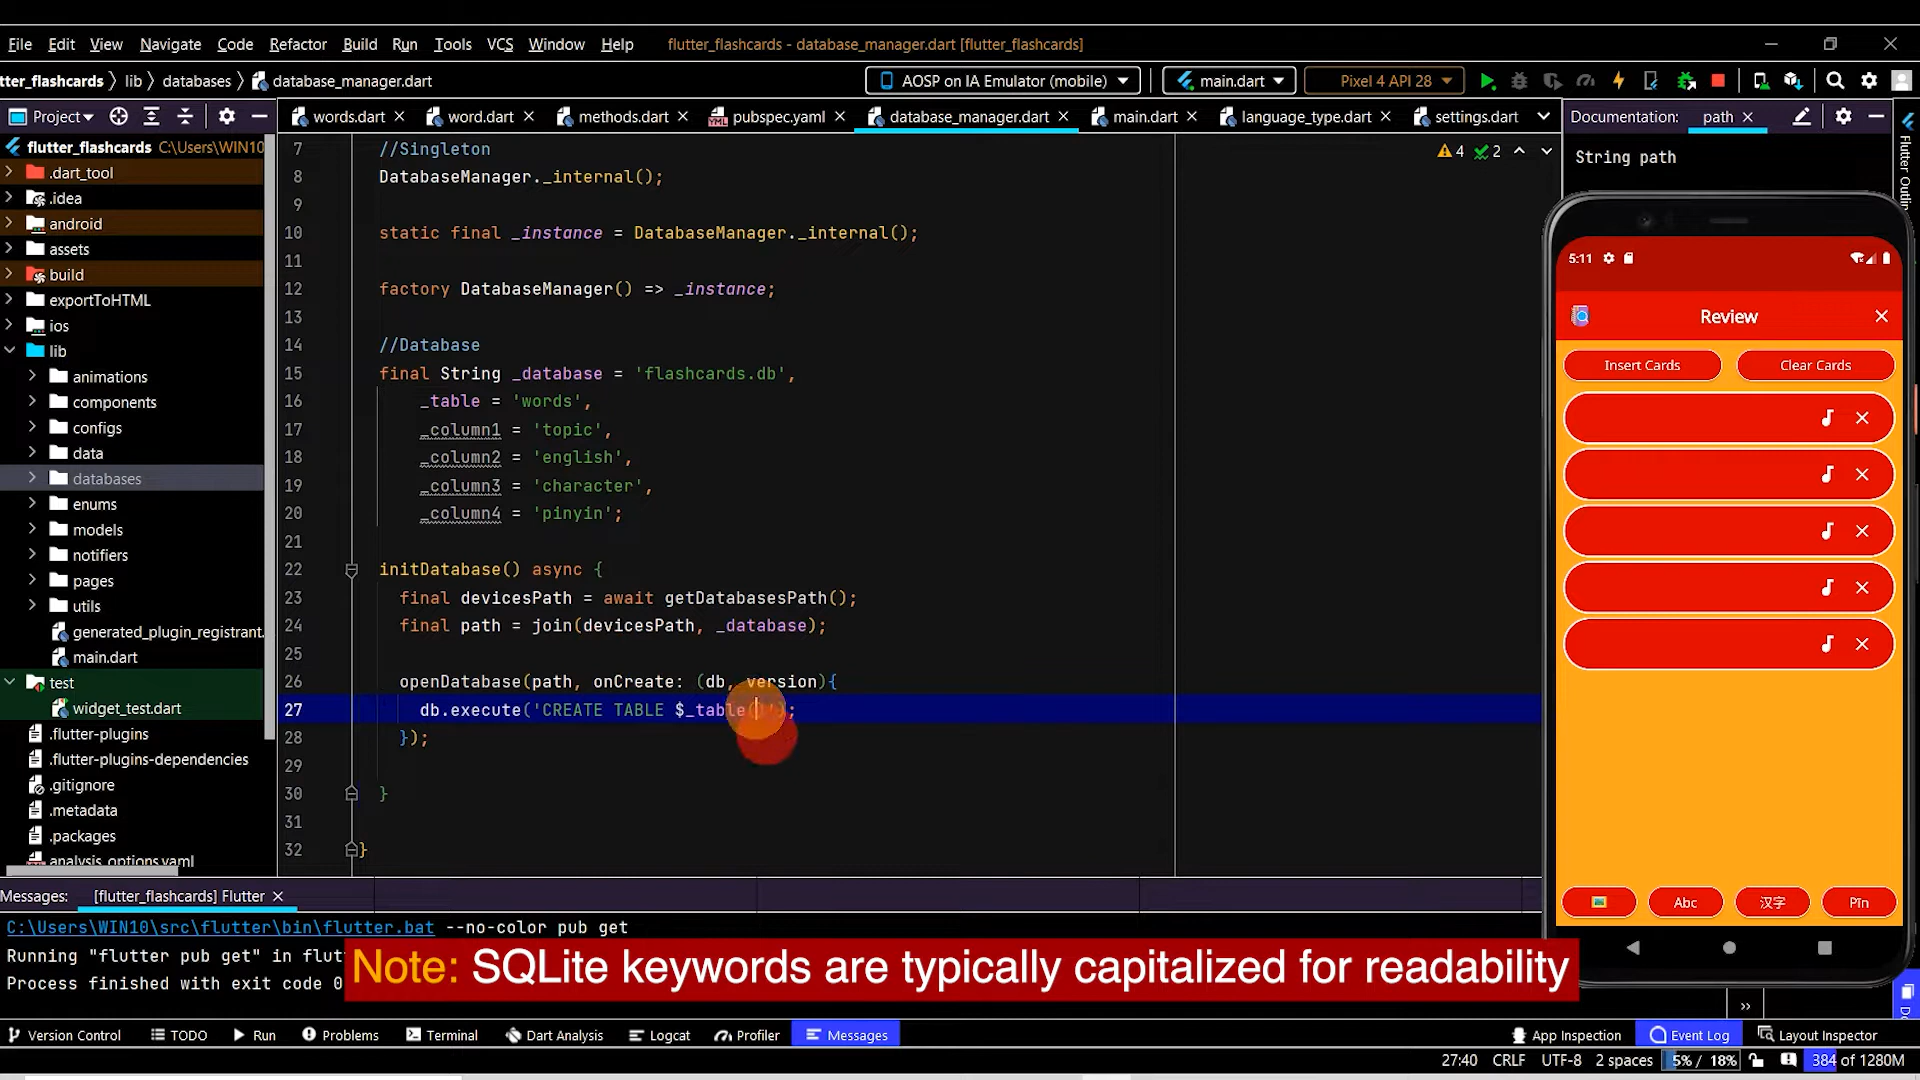 File Edit View Navigate Code Refactor Build Run Tools VCS Window Help flutter_flashcards - database_manager.dart [flutter_flashcards]
tter_flashcards lib databases database_manager.dart AOSP on IA Emulator (mobile) main.dart Pixel 4 API 28
Project words.dart word.dart methods.dart pubspec.yaml database_manager.dart main.dart language_type.dart settings.dart Documentation: path
flutter_flashcards C:\Users\WIN10
.dart_tool
.idea
android
assets
build
exportToHTML
ios
lib
animations
components
configs
data
databases
enums
models
notifiers
pages
utils
generated_plugin_registrant.
main.dart
test
widget_test.dart
.flutter-plugins
.flutter-plugins-dependencies
.gitignore
.metadata
.packages
analysis_options.yaml
4 2
7 //Singleton
8 DatabaseManager._internal();
9
10 static final _instance = DatabaseManager._internal();
11
12 factory DatabaseManager() => _instance;
13
14 //Database
15 final String _database = 'flashcards.db',
16 _table = 'words',
17 _column1 = 'topic',
18 _column2 = 'english',
19 _column3 = 'character',
20 _column4 = 'pinyin';
21
22 initDatabase() async {
23 final devicesPath = await getDatabasesPath();
24 final path = join(devicesPath, _database);
25
26 openDatabase(path, onCreate: (db, version){
27 db.execute('CREATE TABLE $_table()');
28 });
29
30 }
31
32 }
String path
Flutter Outlin
5:11
Review
Insert Cards Clear Cards
Abc 汉字 Pīn
Messages: [flutter_flashcards] Flutter
C:\Users\WIN10\src\flutter\bin\flutter.bat --no-color pub get
Running "flutter pub get" in flut
Process finished with exit code 0
Note: SQLite keywords are typically capitalized for readability
Version Control TODO Run Problems Terminal Dart Analysis Logcat Profiler Messages App Inspection Event Log Layout Inspector
27:40 CRLF UTF-8 2 spaces 5% / 18% 384 of 1280M